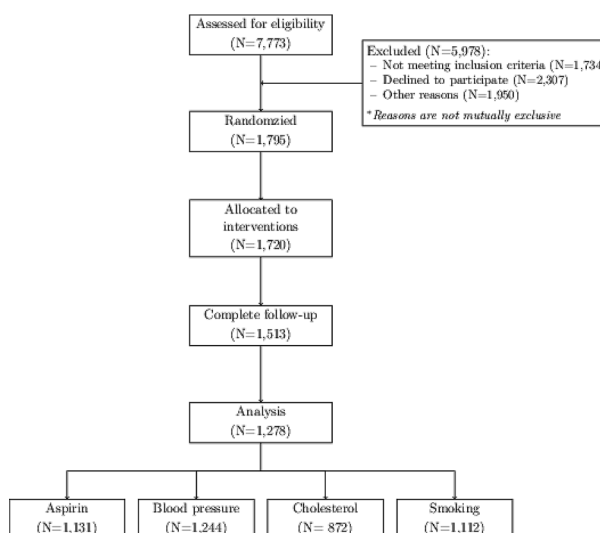 Assessed for eligibility
(N=7,773)
Excluded (N=5,978):
– Not meeting inclusion criteria (N=1,734
– Declined to participate (N=2,307)
– Other reasons (N=1,950)
*Reasons are not mutually exclusive
Randomzied
(N=1,795)
Allocated to
interventions
(N=1,720)
Complete follow-up
(N=1,513)
Analysis
(N=1,278)
Aspirin
(N=1,131)
Blood pressure
(N=1,244)
Cholesterol
(N= 872)
Smoking
(N=1,112)